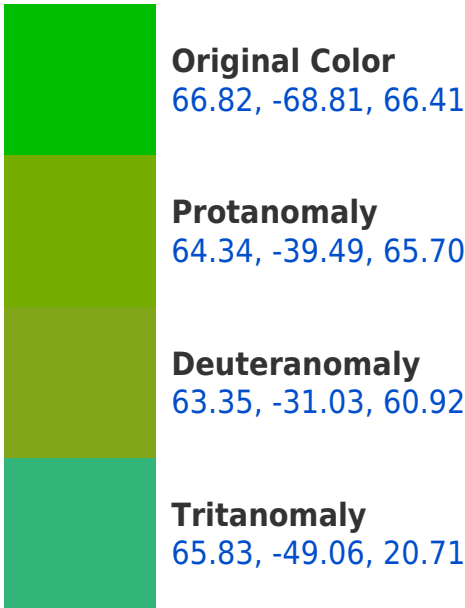 Original Color
66.82, -68.81, 66.41
Protanomaly
64.34, -39.49, 65.70
Deuteranomaly
63.35, -31.03, 60.92
Tritanomaly
65.83, -49.06, 20.71